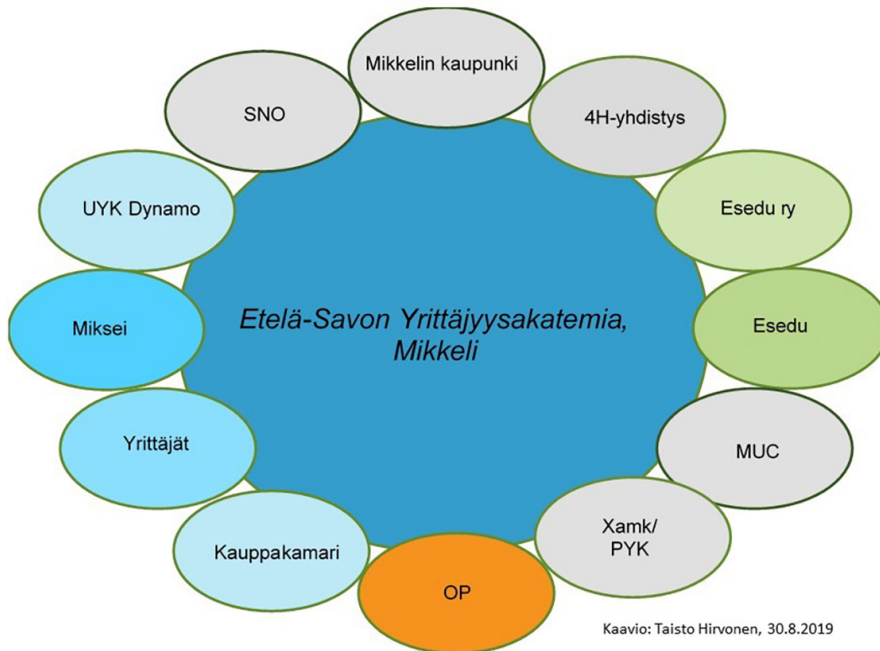 Mikkelin kaupunki
SNO
4H-yhdistys
UYK Dynamo
Esedu ry
Miksei
Etelä-Savon Yrittäjyysakatemia,
Mikkeli
Esedu
Yrittäjät
MUC
Kauppakamari
Xamk/
PYK
OP
Kaavio: Taisto Hirvonen, 30.8.2019